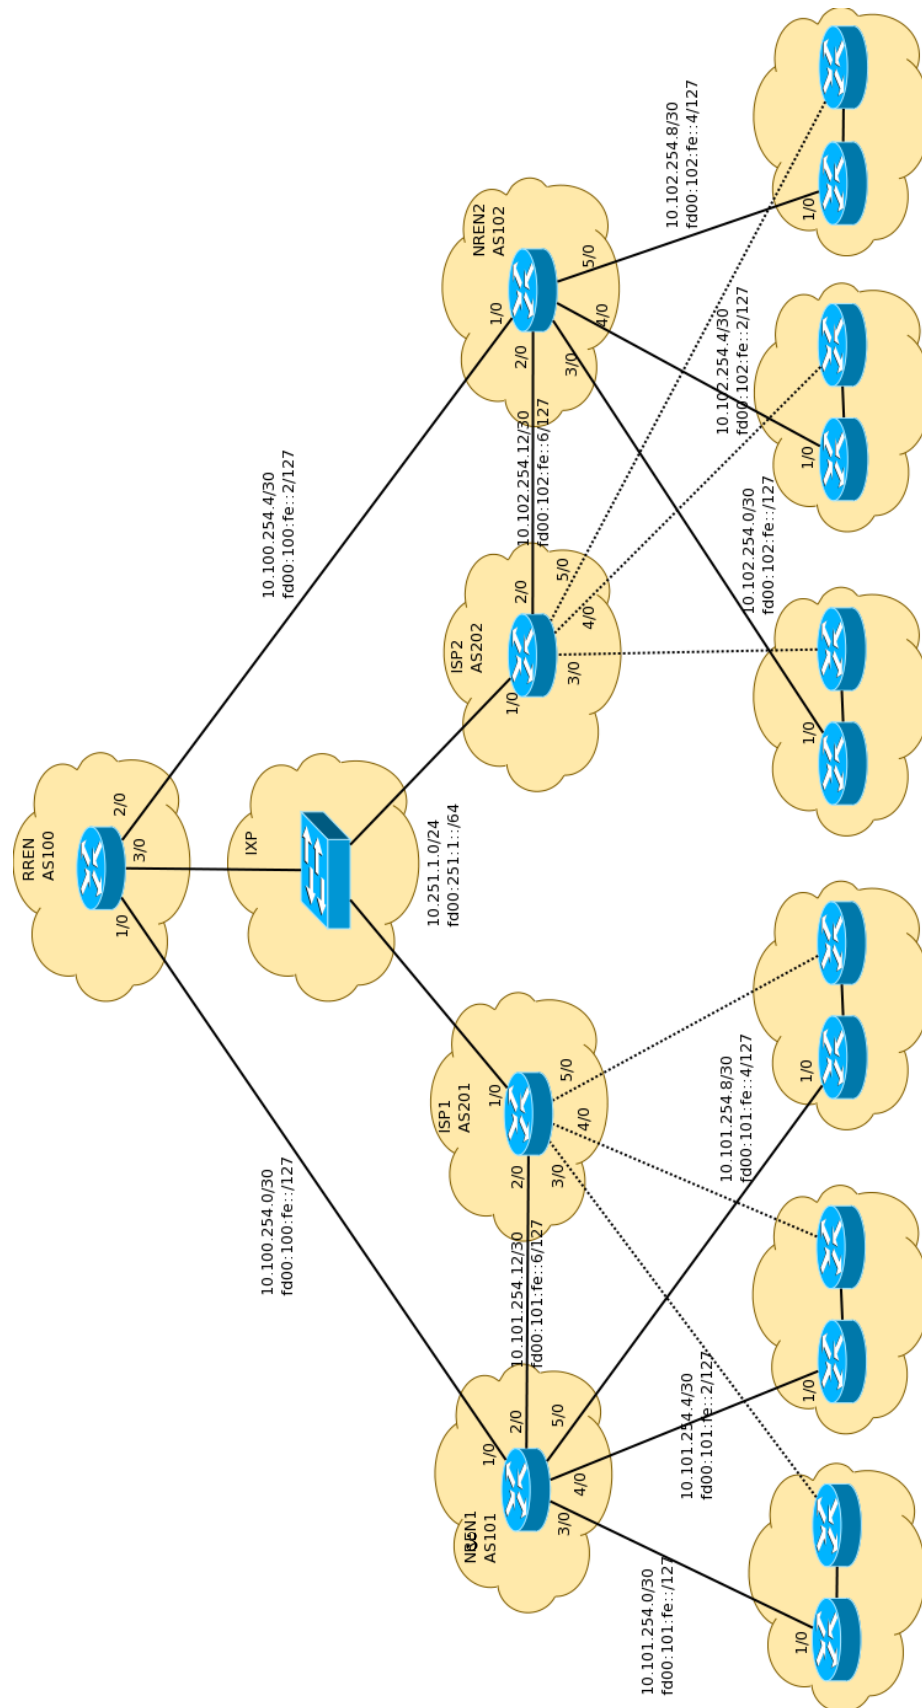 RREN
AS100
1/0
3/0
2/0
IXP
10.100.254.0/30
fd00:100:fe::/127
10.100.254.4/30
fd00:100:fe::2/127
10.251.1.0/24
fd00:251:1::/64
NREN1
AS101
1/0
2/0
3/0
4/0
5/0
10.101.254.12/30
fd00:101:fe::6/127
ISP1
AS201
1/0
2/0
3/0
4/0
5/0
ISP2
AS202
1/0
2/0
3/0
4/0
5/0
10.102.254.12/30
fd00:102:fe::6/127
NREN2
AS102
1/0
2/0
3/0
4/0
5/0
10.101.254.0/30
fd00:101:fe::/127
10.101.254.4/30
fd00:101:fe::2/127
10.101.254.8/30
fd00:101:fe::4/127
10.102.254.0/30
fd00:102:fe::/127
10.102.254.4/30
fd00:102:fe::2/127
10.102.254.8/30
fd00:102:fe::4/127
1/0
1/0
1/0
1/0
1/0
1/0